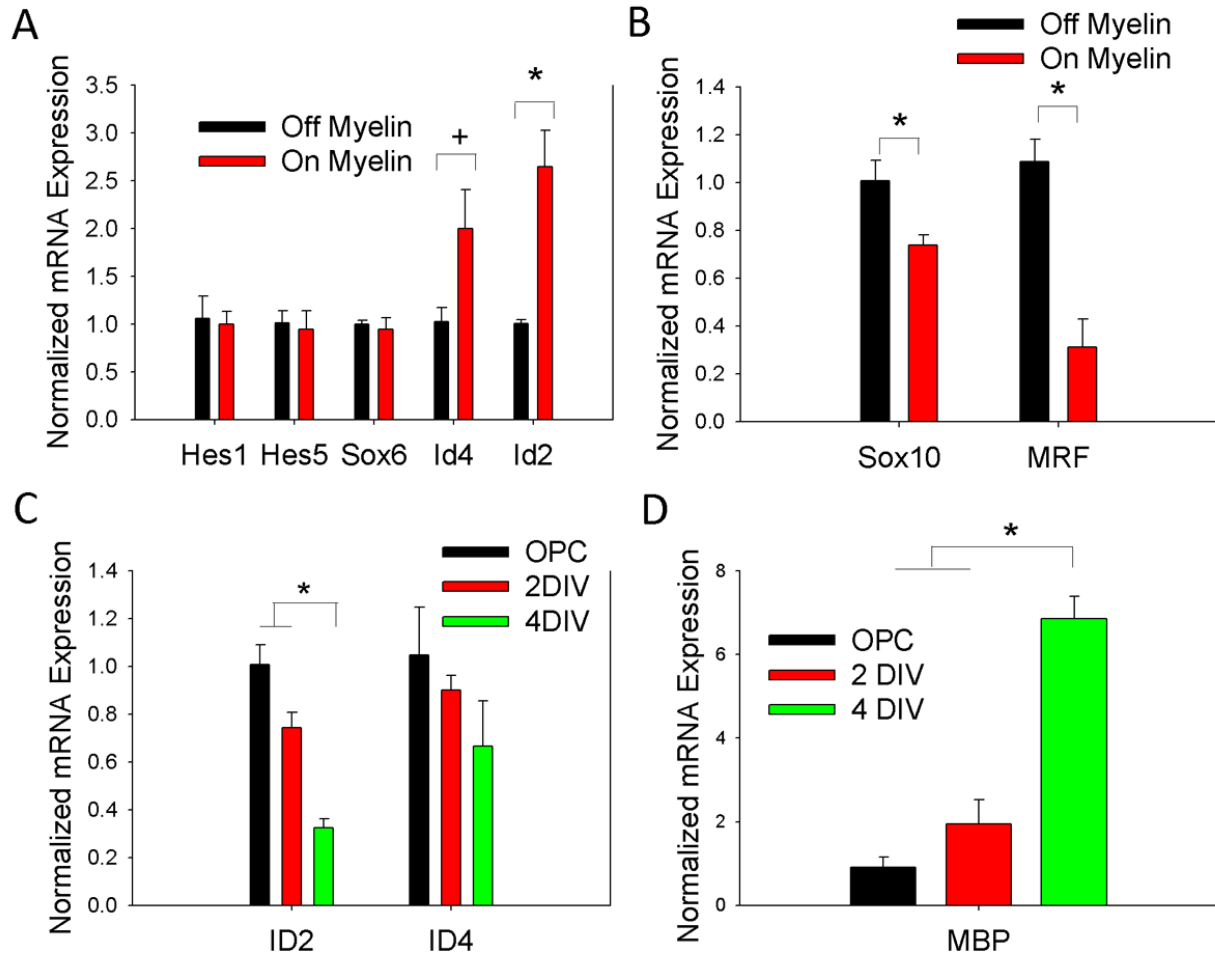 A
Normalized mRNA Expression
3.5
3.0
2.5
2.0
1.5
1.0
0.5
0.0
Off Myelin
On Myelin
+
*
Hes1 Hes5 Sox6 Id4 Id2
B
Off Myelin
On Myelin
Normalized mRNA Expression
1.4
1.2
1.0
0.8
0.6
0.4
0.2
0.0
*
*
Sox10 MRF
C
OPC
2DIV
4DIV
Normalized mRNA Expression
1.4
1.2
1.0
0.8
0.6
0.4
0.2
0.0
*
ID2 ID4
D
*
Normalized mRNA Expression
8
6
4
2
0
OPC
2 DIV
4 DIV
MBP